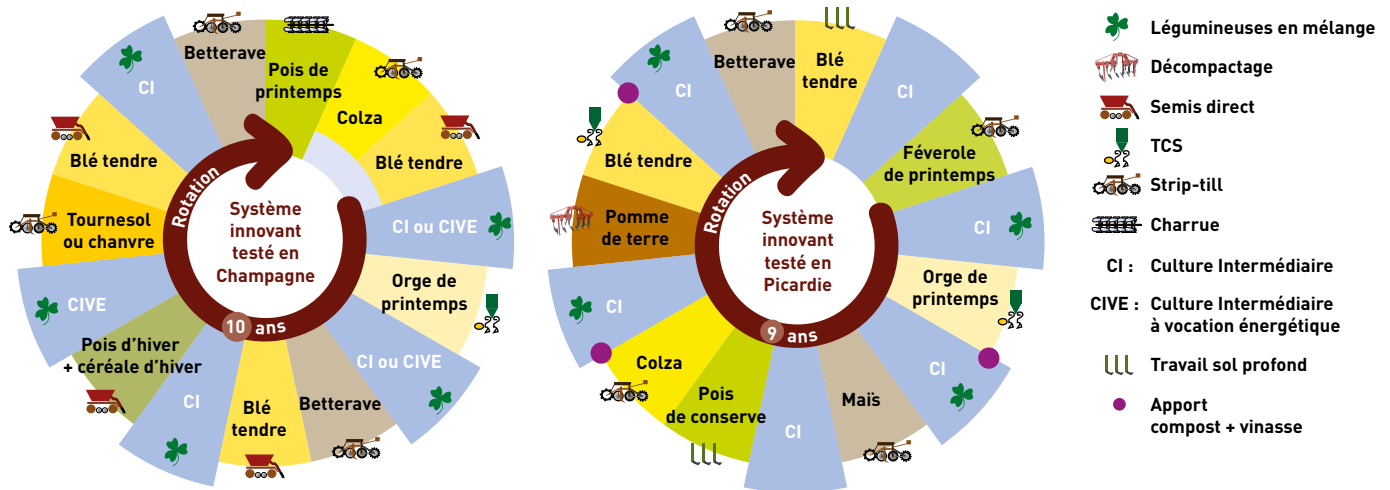 Betterave
Pois de
printemps
Colza
Blé tendre
CI ou CIVE
Orge de
printemps
CI ou CIVE
Betterave
Blé
tendre
CI
Pois d’hiver
+ céréale d’hiver
CIVE
Tournesol
ou chanvre
Blé tendre
CI
Rotation
10 ans
Système
innovant
testé en
Champagne
Betterave
Blé
tendre
CI
Féverole
de printemps
CI
Orge de
printemps
CI
Maïs
CI
Pois
de conserve
Colza
CI
Pomme
de terre
Blé tendre
CI
Rotation
9 ans
Système
innovant
testé en
Picardie
Légumineuses en mélange
Décompactage
Semis direct
TCS
Strip-till
Charrue
CI : Culture Intermédiaire
CIVE : Culture Intermédiaire
à vocation énergétique
Travail sol profond
Apport
compost + vinasse